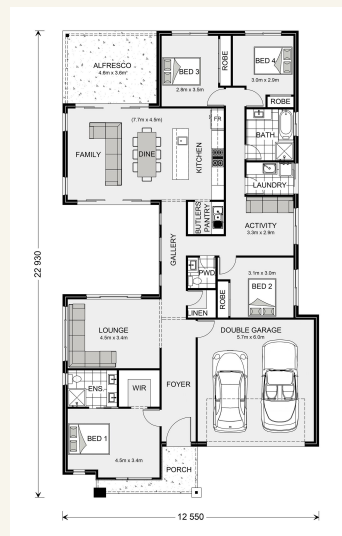 ALFRESCO
4.6m x 3.6m*
BED 3
2.8m x 3.5m
ROBE
BED 4
3.0m x 2.9m
ROBE
(7.7m x 4.5m)
FR
FAMILY
DINE
KITCHEN
BATH
LAUNDRY
BUTLERS
PANTRY
ACTIVITY
3.3m x 2.9m
GALLERY
PWD
3.1m x 3.0m
BED 2
ROBE
LINEN
22 930
LOUNGE
4.5m x 3.4m
DOUBLE GARAGE
5.7m x 6.0m
ENS
WIR
FOYER
BED 1
4.5m x 3.4m
PORCH
12 550